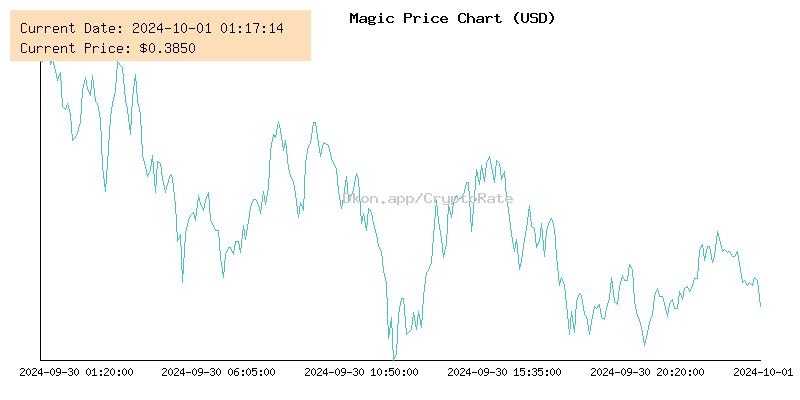 Magic Price Chart (USD)
Current Date: 2024-10-01 01:17:14
Current Price: $0.3850
Jkon.app/CryptoRate
2024-09-30 01:20:00 2024-09-30 06:05:00 2024-09-30 10:50:00 2024-09-30 15:35:00 2024-09-30 20:20:00 2024-10-01